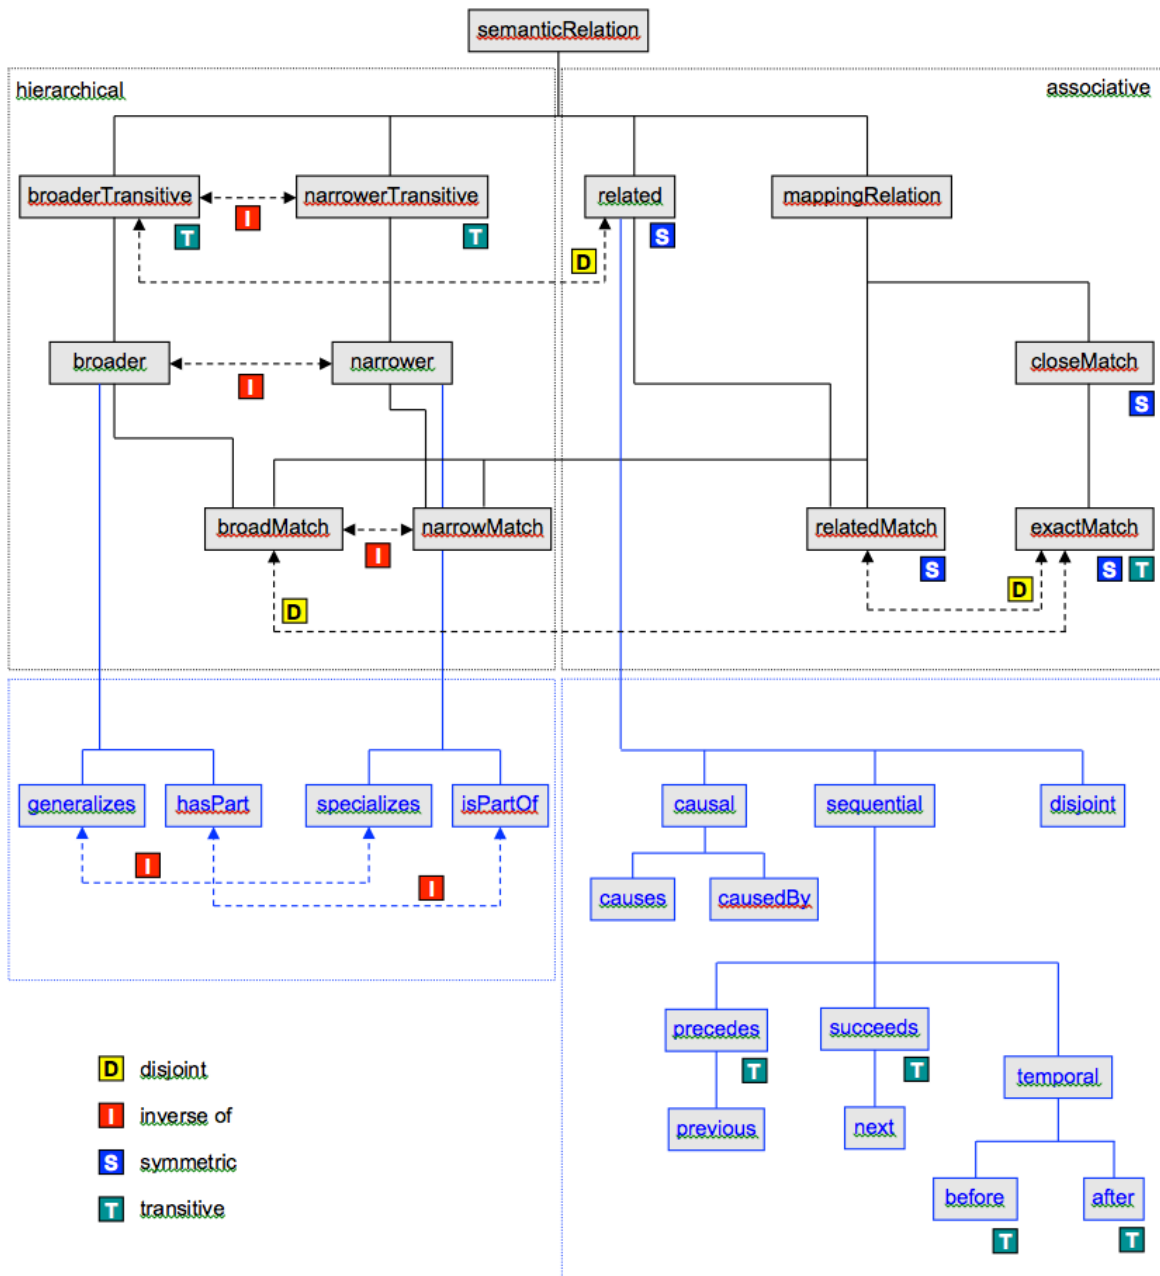 semanticRelation
hierarchical
associative
broaderTransitive
narrowerTransitive
related
mappingRelation
I
T
T
S
D
broader
narrower
closeMatch
I
S
broadMatch
narrowMatch
relatedMatch
exactMatch
I
S
S
T
D
D
generalizes
hasPart
specializes
isPartOf
causal
sequential
disjoint
I
I
causes
causedBy
precedes
succeeds
T
T
temporal
previous
next
before
after
T
T
D disjoint
I inverse of
S symmetric
T transitive